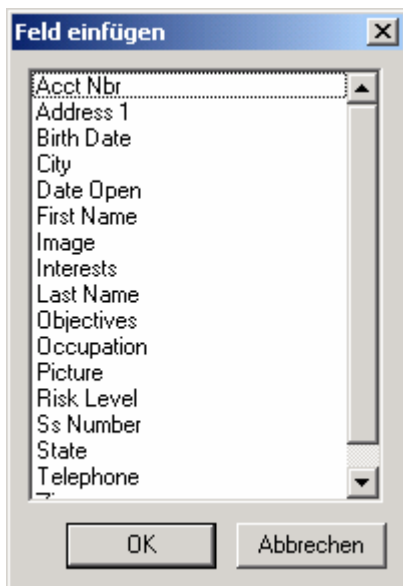 Feld einfügen
Acct Nbr
Address 1
Birth Date
City
Date Open
First Name
Image
Interests
Last Name
Objectives
Occupation
Picture
Risk Level
Ss Number
State
Telephone
OK Abbrechen